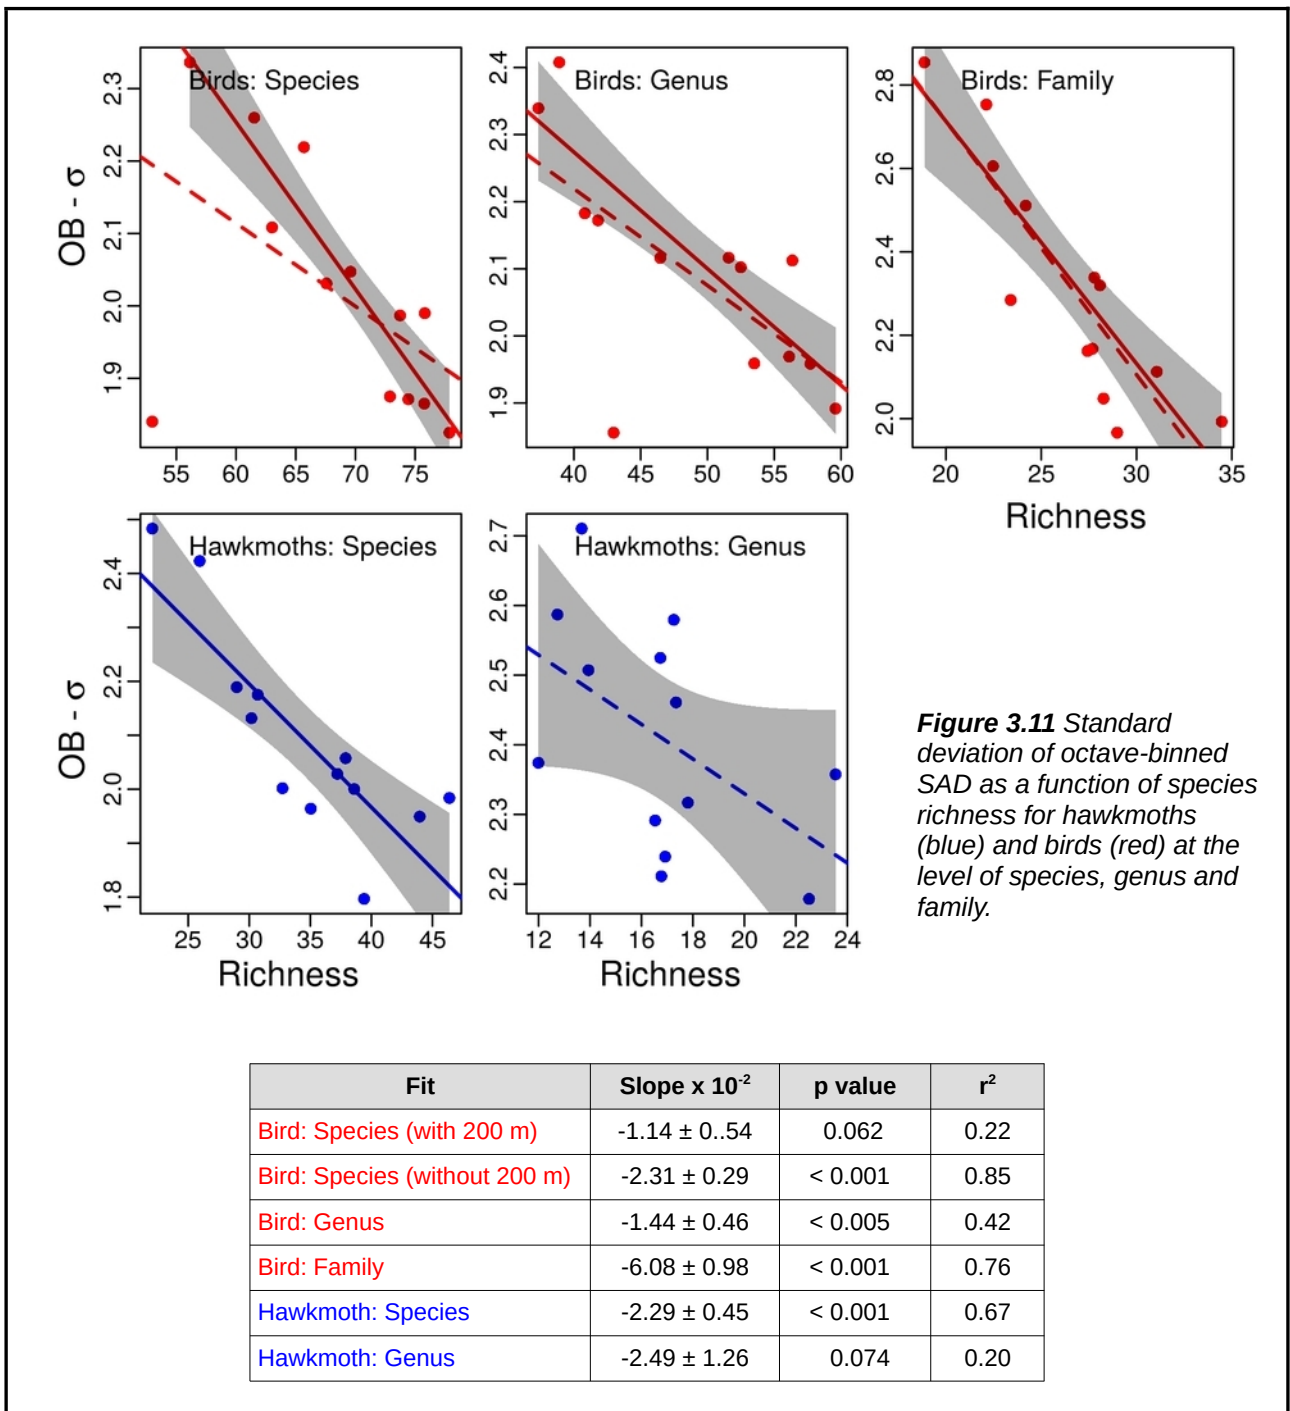 Birds: Species
Birds: Genus
Birds: Family
OB - σ
1.9 2.0 2.1 2.2 2.3
55 60 65 70 75
1.9 2.0 2.1 2.2 2.3 2.4
40 45 50 55 60
2.0 2.2 2.4 2.6 2.8
20 25 30 35
Richness
Hawkmoths: Species
Hawkmoths: Genus
OB - σ
1.8 2.0 2.2 2.4
25 30 35 40 45
Richness
2.2 2.3 2.4 2.5 2.6 2.7
12 14 16 18 20 22 24
Richness
Figure 3.11 Standard
deviation of octave-binned
SAD as a function of species
richness for hawkmoths
(blue) and birds (red) at the
level of species, genus and
family.
Fit Slope x 10⁻² p value r²
Bird: Species (with 200 m) -1.14 ± 0..54 0.062 0.22
Bird: Species (without 200 m) -2.31 ± 0.29 < 0.001 0.85
Bird: Genus -1.44 ± 0.46 < 0.005 0.42
Bird: Family -6.08 ± 0.98 < 0.001 0.76
Hawkmoth: Species -2.29 ± 0.45 < 0.001 0.67
Hawkmoth: Genus -2.49 ± 1.26 0.074 0.20